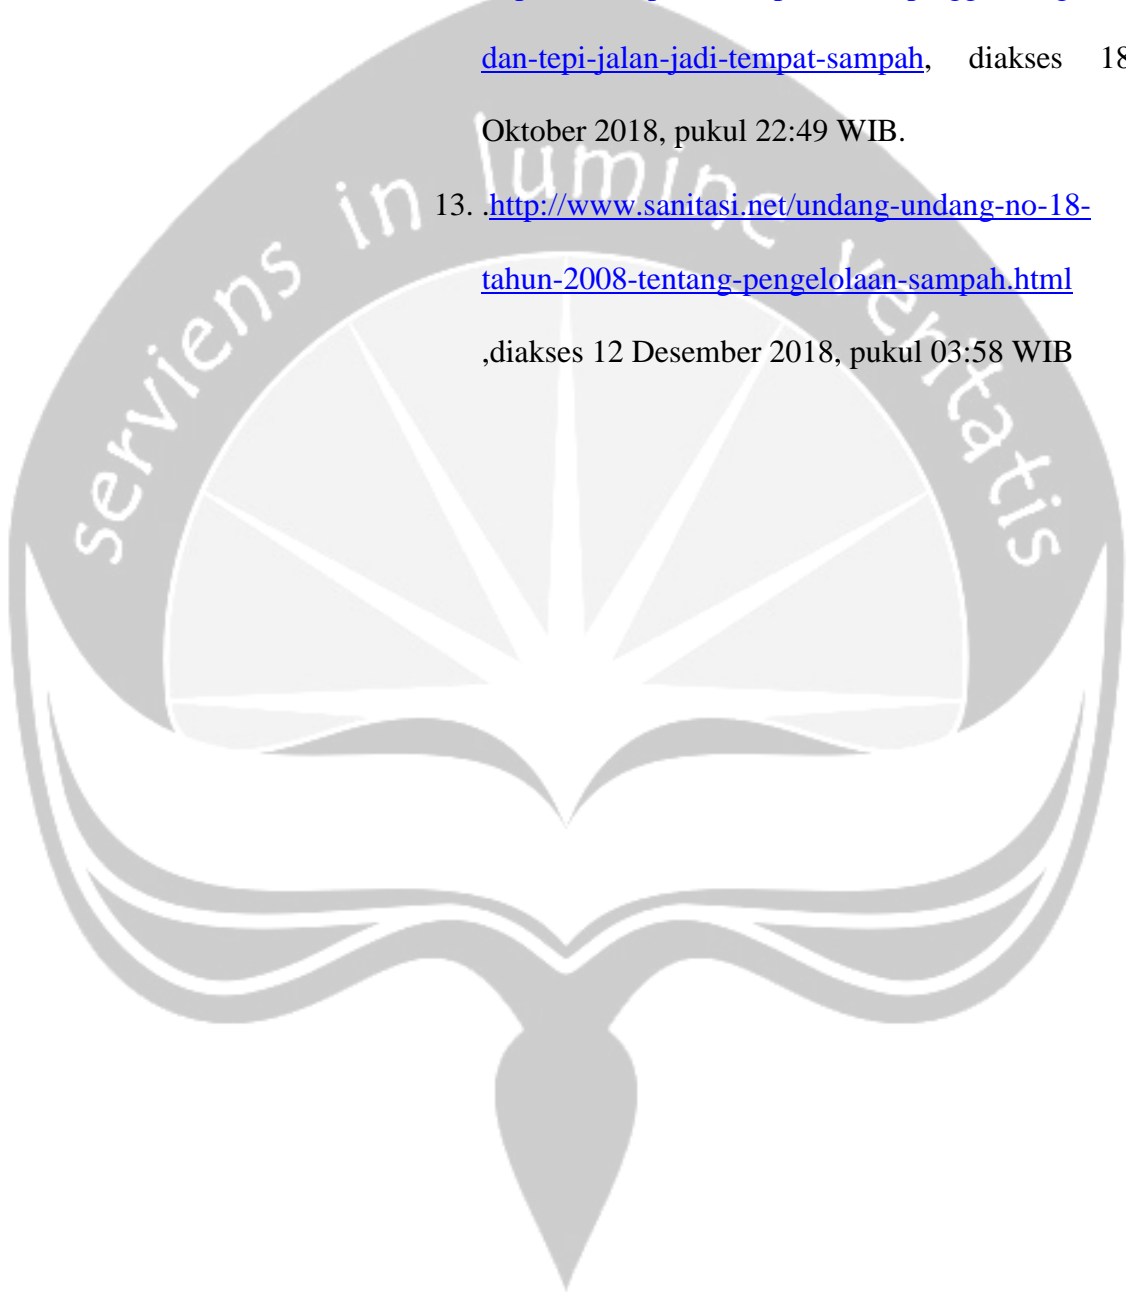 dan-tepi-jalan-jadi-tempat-sampah, diakses 18
Oktober 2018, pukul 22:49 WIB.
13. .http://www.sanitasi.net/undang-undang-no-18-
tahun-2008-tentang-pengelolaan-sampah.html
,diakses 12 Desember 2018, pukul 03:58 WIB
serviens in lumine veritatis